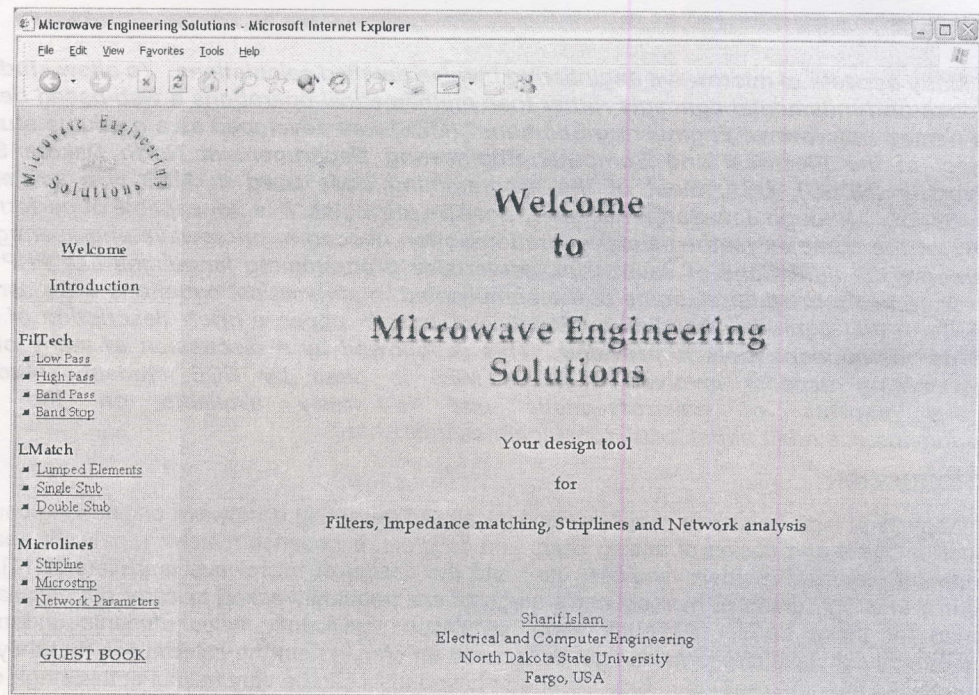 Microwave Engineering Solutions - Microsoft Internet Explorer
File Edit View Favorites Tools Help
Microwave Engineering
Solutions
Welcome
Introduction
FilTech
Low Pass
High Pass
Band Pass
Band Stop
LMatch
Lumped Elements
Single Stub
Double Stub
Microlines
Stripline
Microstrip
Network Parameters
GUEST BOOK
Welcome
to
Microwave Engineering
Solutions
Your design tool
for
Filters, Impedance matching, Striplines and Network analysis
Sharif Islam
Electrical and Computer Engineering
North Dakota State University
Fargo, USA